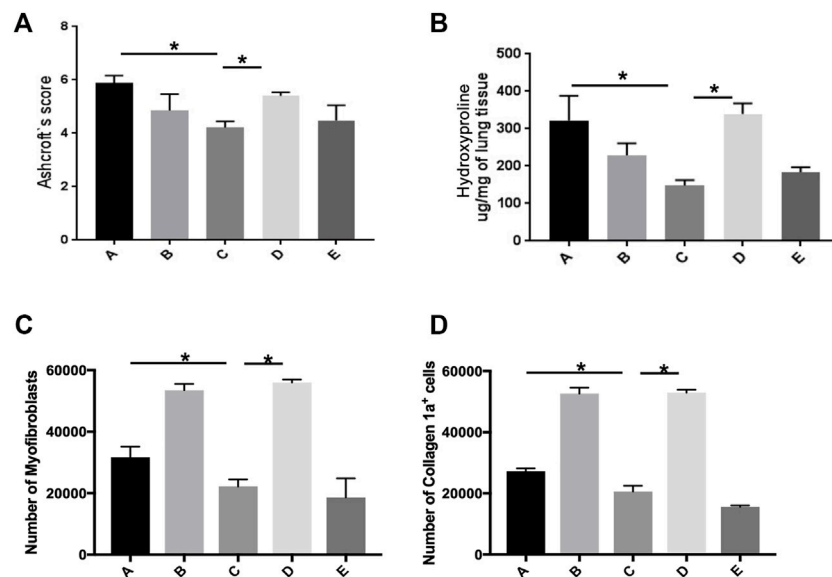 A
Ashcroft`s score
8
6
4
2
0
*
*
A
B
C
D
E
B
Hydroxyproline
ug/mg of lung tissue
500
400
300
200
100
0
*
*
A
B
C
D
E
C
Number of Myofibroblasts
60000
40000
20000
0
*
*
A
B
C
D
E
D
Number of Collagen 1a⁺ cells
60000
40000
20000
0
*
*
A
B
C
D
E